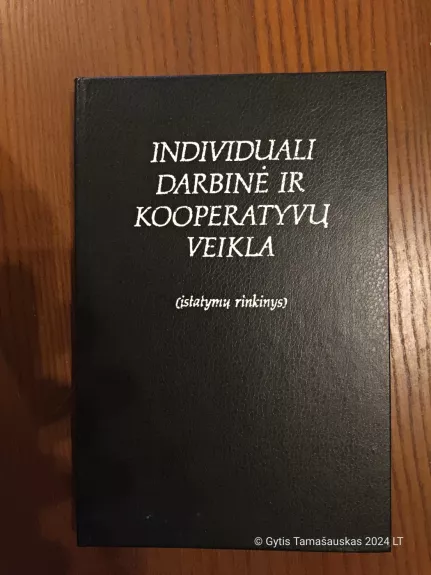 INDIVIDUALI
DARBINĖ IR
KOOPERATYVŲ
VEIKLA
(įstatymų rinkinys)
© Gytis Tamašauskas 2024 LT